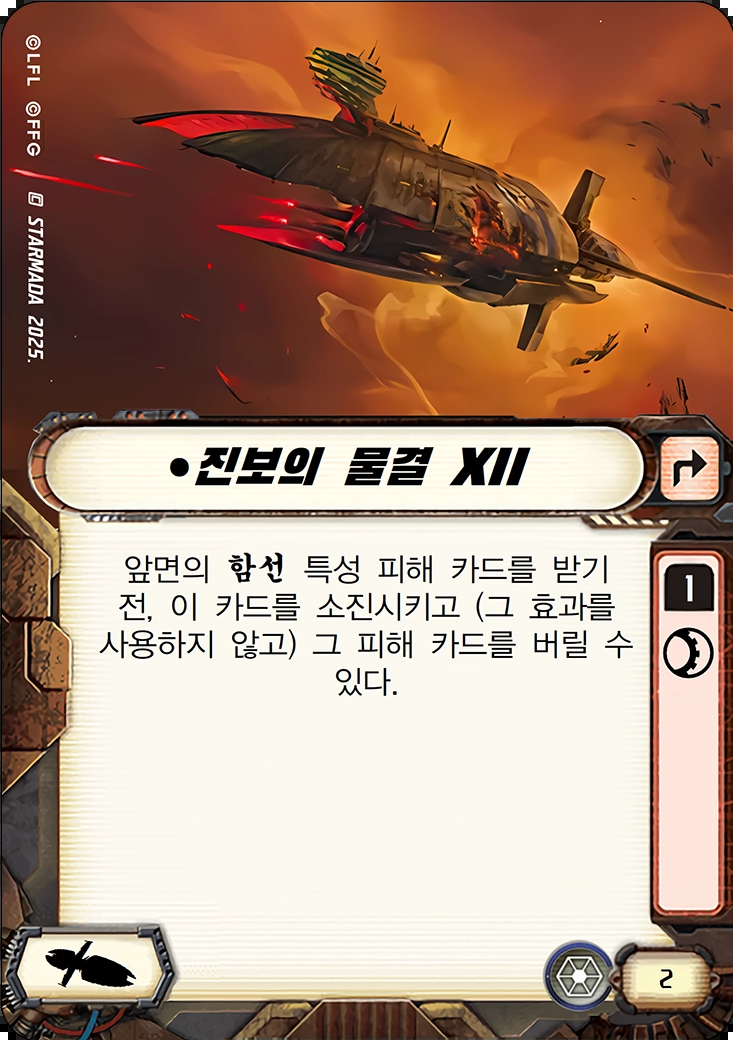 ©LFL ©FFG
STARMADA 2025.
•진보의 물결 XII
앞면의 함선 특성 피해 카드를 받기
전, 이 카드를 소진시키고 (그 효과를
사용하지 않고) 그 피해 카드를 버릴 수
있다.
1
2